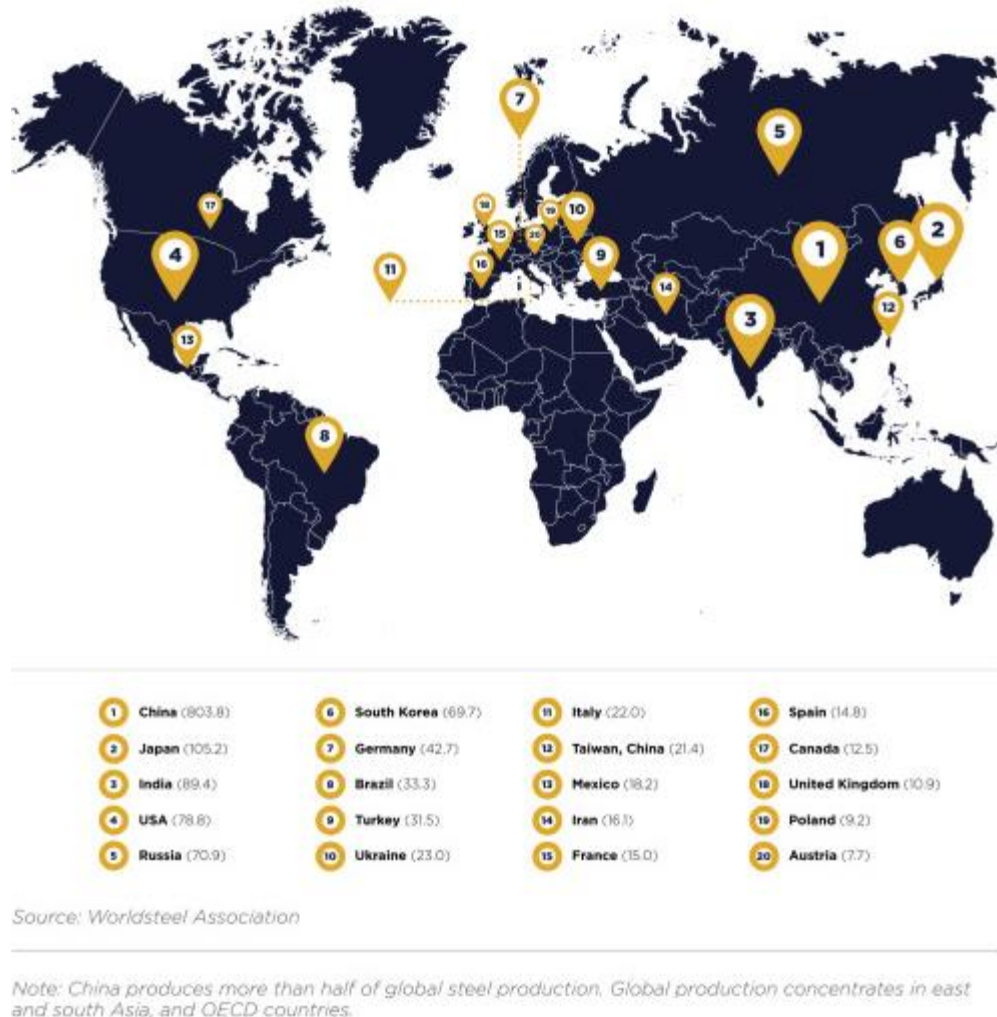 7
5
17
18
19
10
2
4
15
20
1
6
11
16
9
14
12
3
13
8
1 China (803.8)
2 Japan (105.2)
3 India (89.4)
4 USA (78.8)
5 Russia (70.9)
6 South Korea (69.7)
7 Germany (42.7)
8 Brazil (33.3)
9 Turkey (31.5)
10 Ukraine (23.0)
11 Italy (22.0)
12 Taiwan, China (21.4)
13 Mexico (18.2)
14 Iran (16.1)
15 France (15.0)
16 Spain (14.8)
17 Canada (12.5)
18 United Kingdom (10.9)
19 Poland (9.2)
20 Austria (7.7)
Source: Worldsteel Association
Note: China produces more than half of global steel production. Global production concentrates in east
and south Asia, and OECD countries.